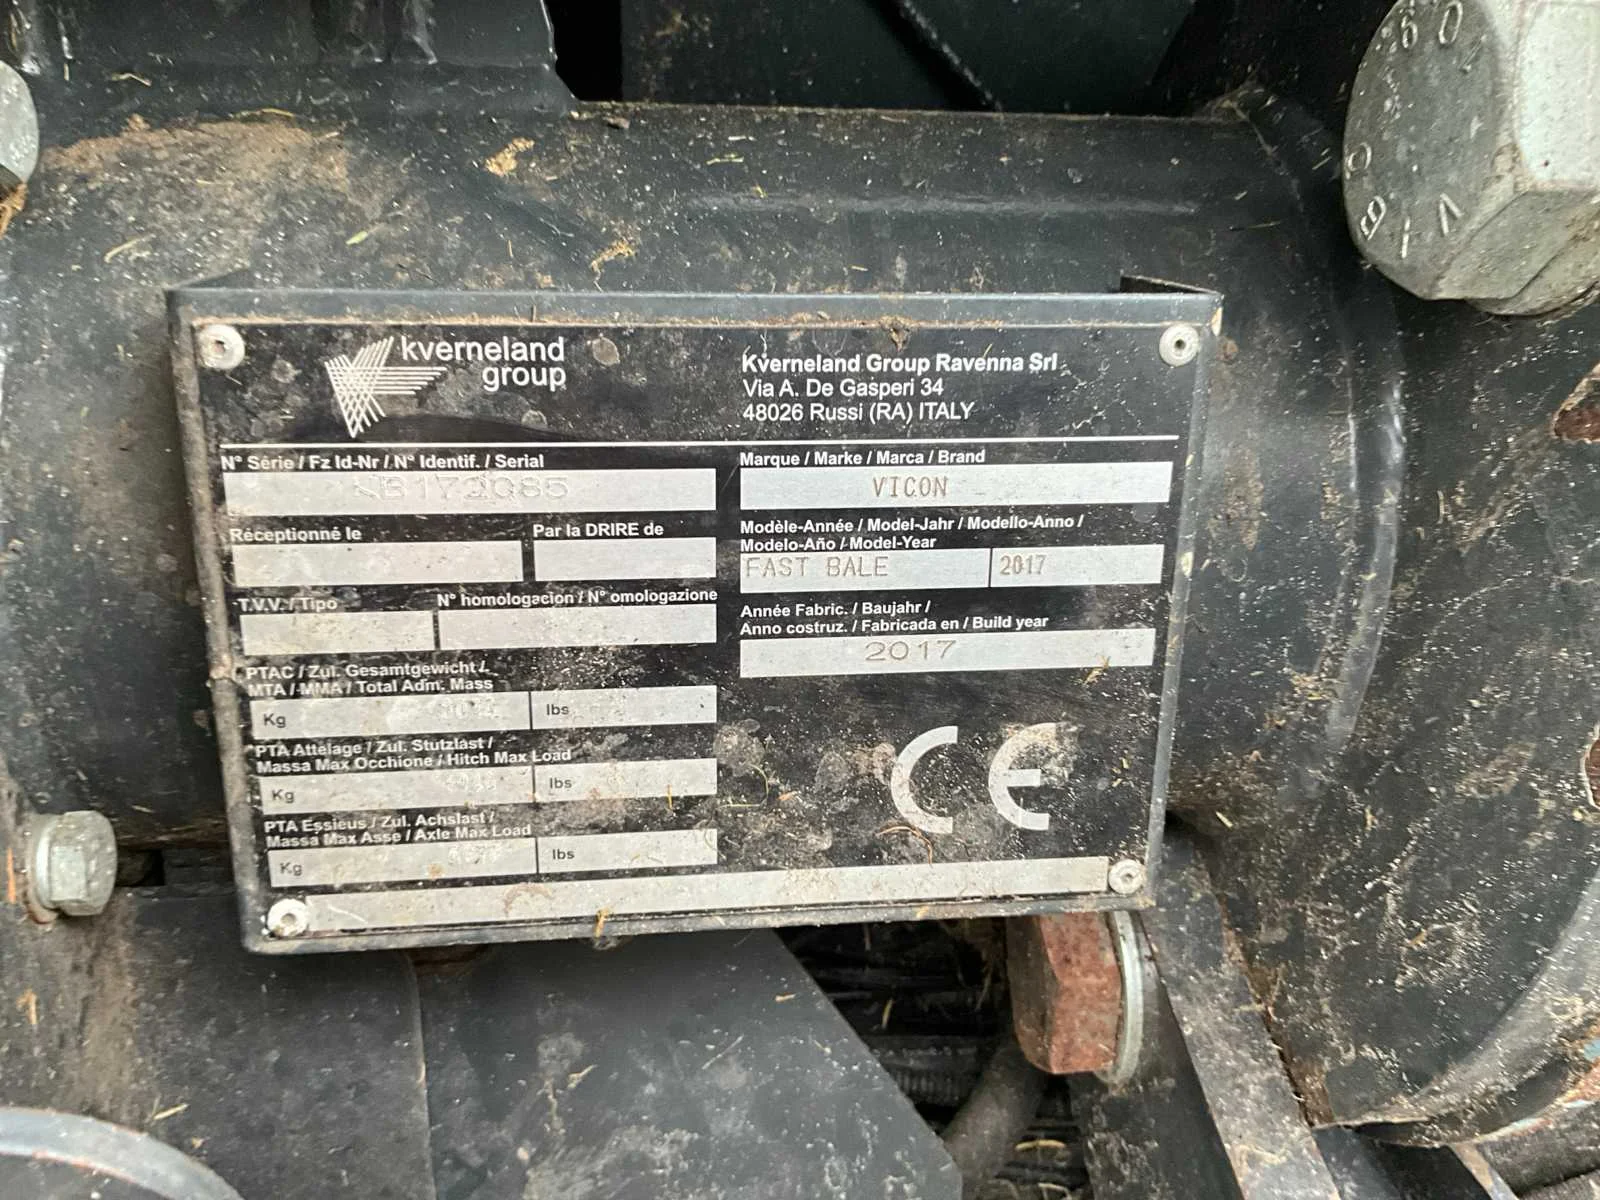 kverneland
group
Kverneland Group Ravenna Srl
Via A. De Gasperi 34
48026 Russi (RA) ITALY
N° Série / Fz Id-Nr / N° Identif. / Serial
Réceptionné le
Par la DRIRE de
T.V.V. / Tipo
N° homologacion / N° omologazione
PTAC / Zul. Gesamtgewicht /
MTA / MMA / Total Adm. Mass
Kg
lbs
PTA Attelage / Zul. Stutzlast /
Massa Max Occhione / Hitch Max Load
Kg
lbs
PTA Essieus / Zul. Achslast /
Massa Max Asse / Axle Max Load
Kg
lbs
Marque / Marke / Marca / Brand
VICON
Modèle-Année / Model-Jahr / Modello-Anno /
Modelo-Año / Model-Year
FAST BALE
2017
Année Fabric. / Baujahr /
Anno costruz. / Fabricada en / Build year
2017
CE